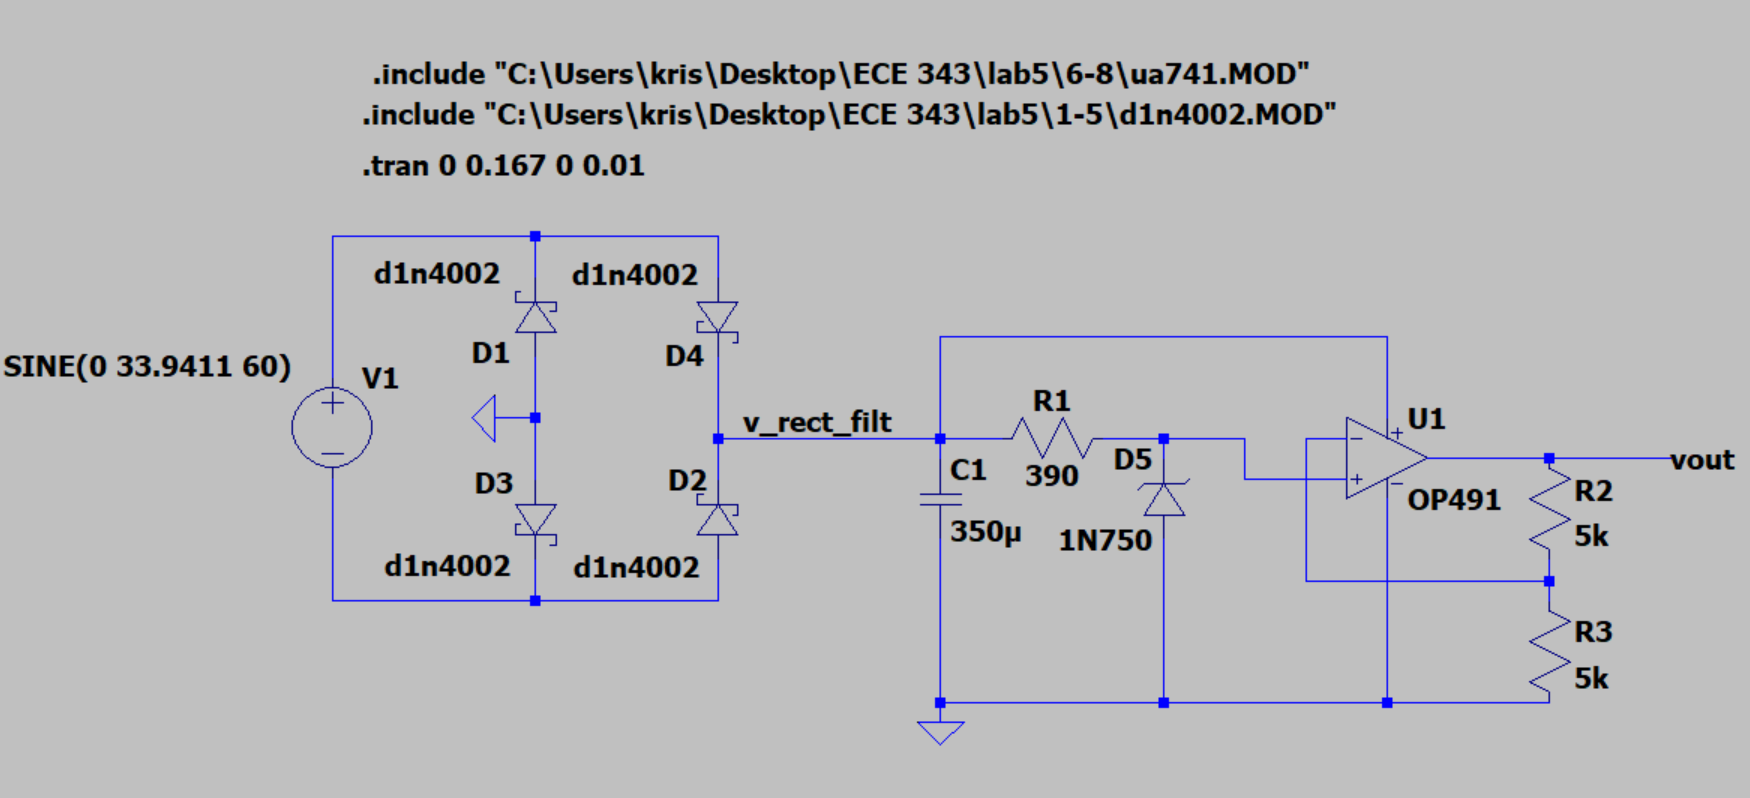 .include "C:\Users\kris\Desktop\ECE 343\lab5\6-8\ua741.MOD"
.include "C:\Users\kris\Desktop\ECE 343\lab5\1-5\d1n4002.MOD"
.tran 0 0.167 0 0.01
d1n4002
d1n4002
D1
D4
SINE(0 33.9411 60)
V1
+
−
v_rect_filt
D3
D2
d1n4002
d1n4002
C1
350µ
R1
390
D5
1N750
U1
+
−
+
−
OP491
vout
R2
5k
R3
5k